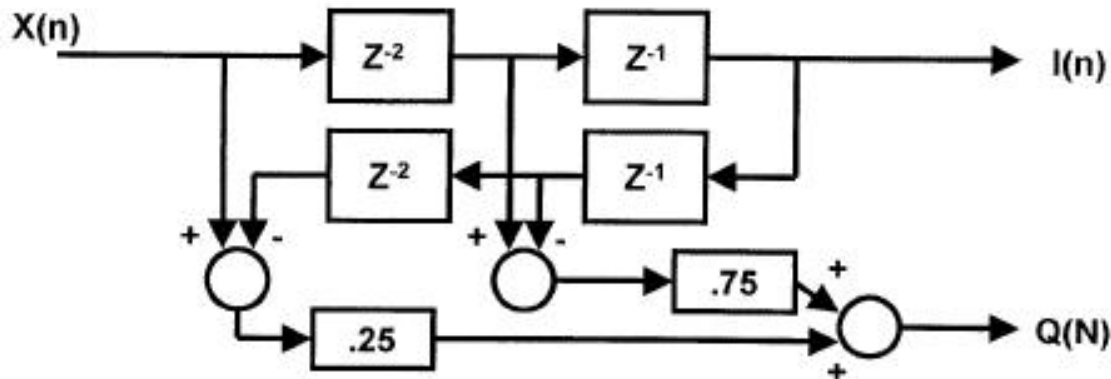 X(n)
Z-2
Z-1
I(n)
Z-2
Z-1
+
-
+
-
.75
+
.25
+
Q(N)